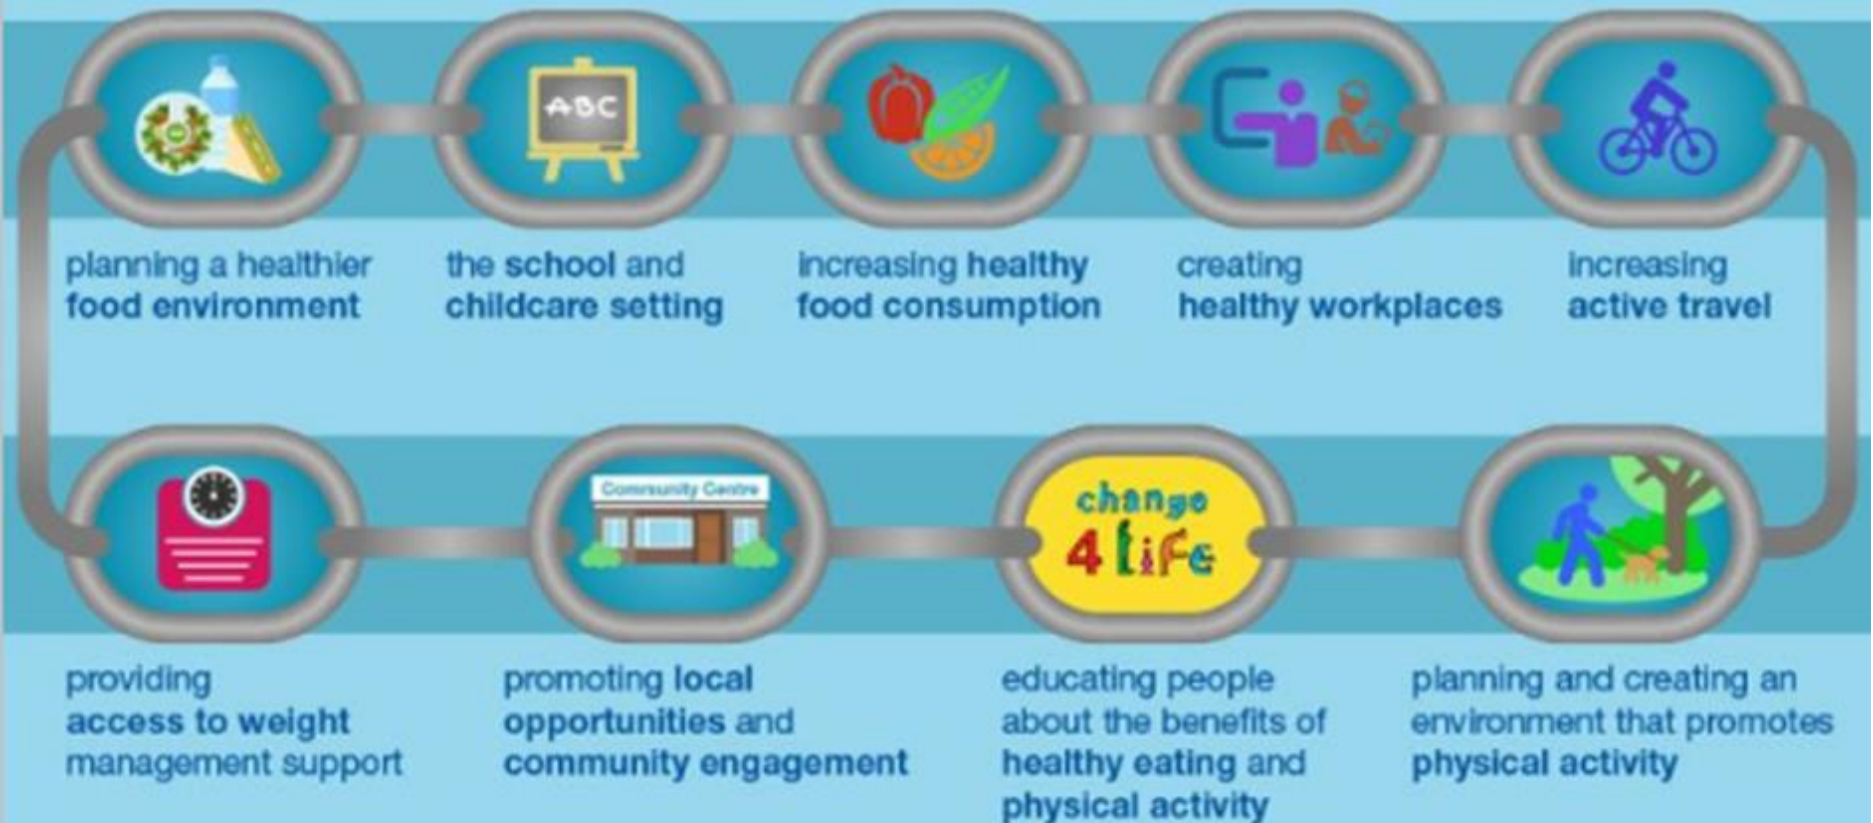 ABC
planning a healthier
food environment
the school and
childcare setting
increasing healthy
food consumption
creating
healthy workplaces
increasing
active travel
Community Centre
change
4 life
providing
access to weight
management support
promoting local
opportunities and
community engagement
educating people
about the benefits of
healthy eating and
physical activity
planning and creating an
environment that promotes
physical activity